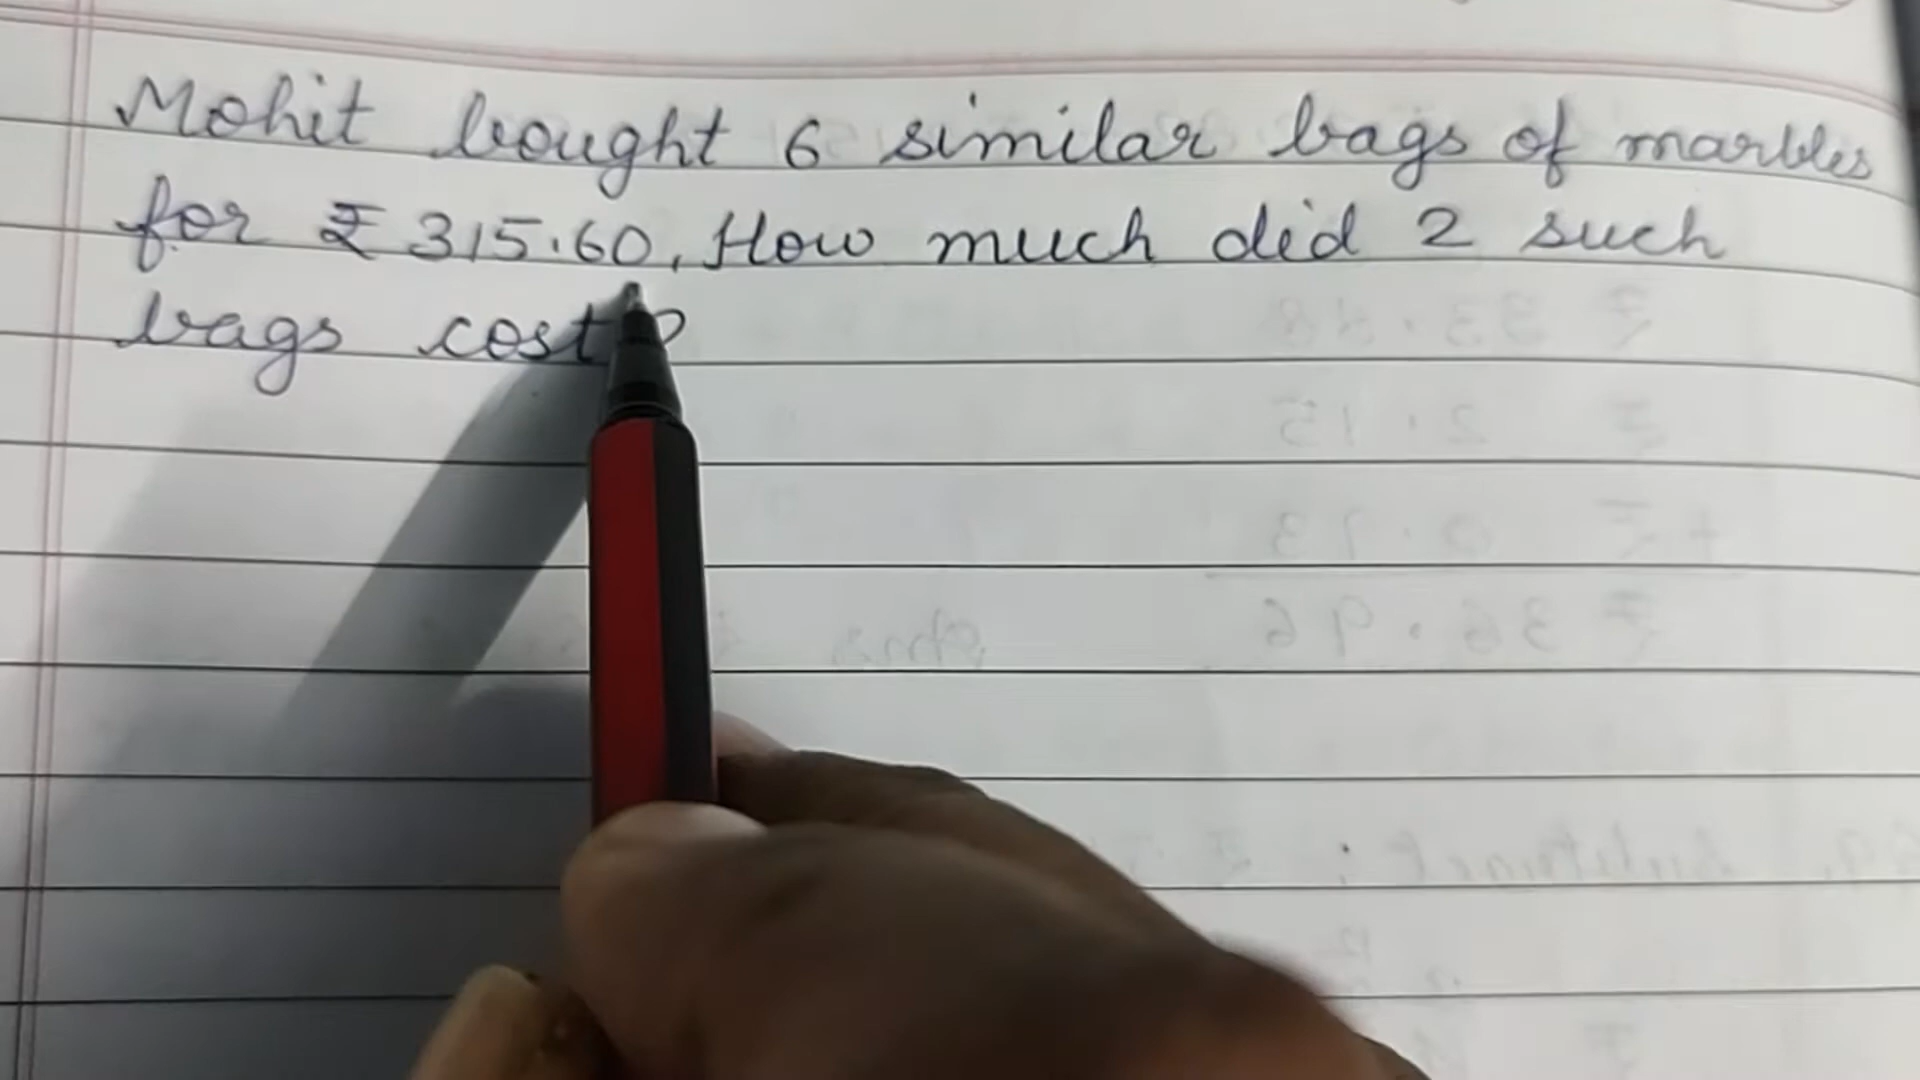 Mohit bought 6 similar bags of marbles
for ₹ 315.60. How much did 2 such
bags cost?